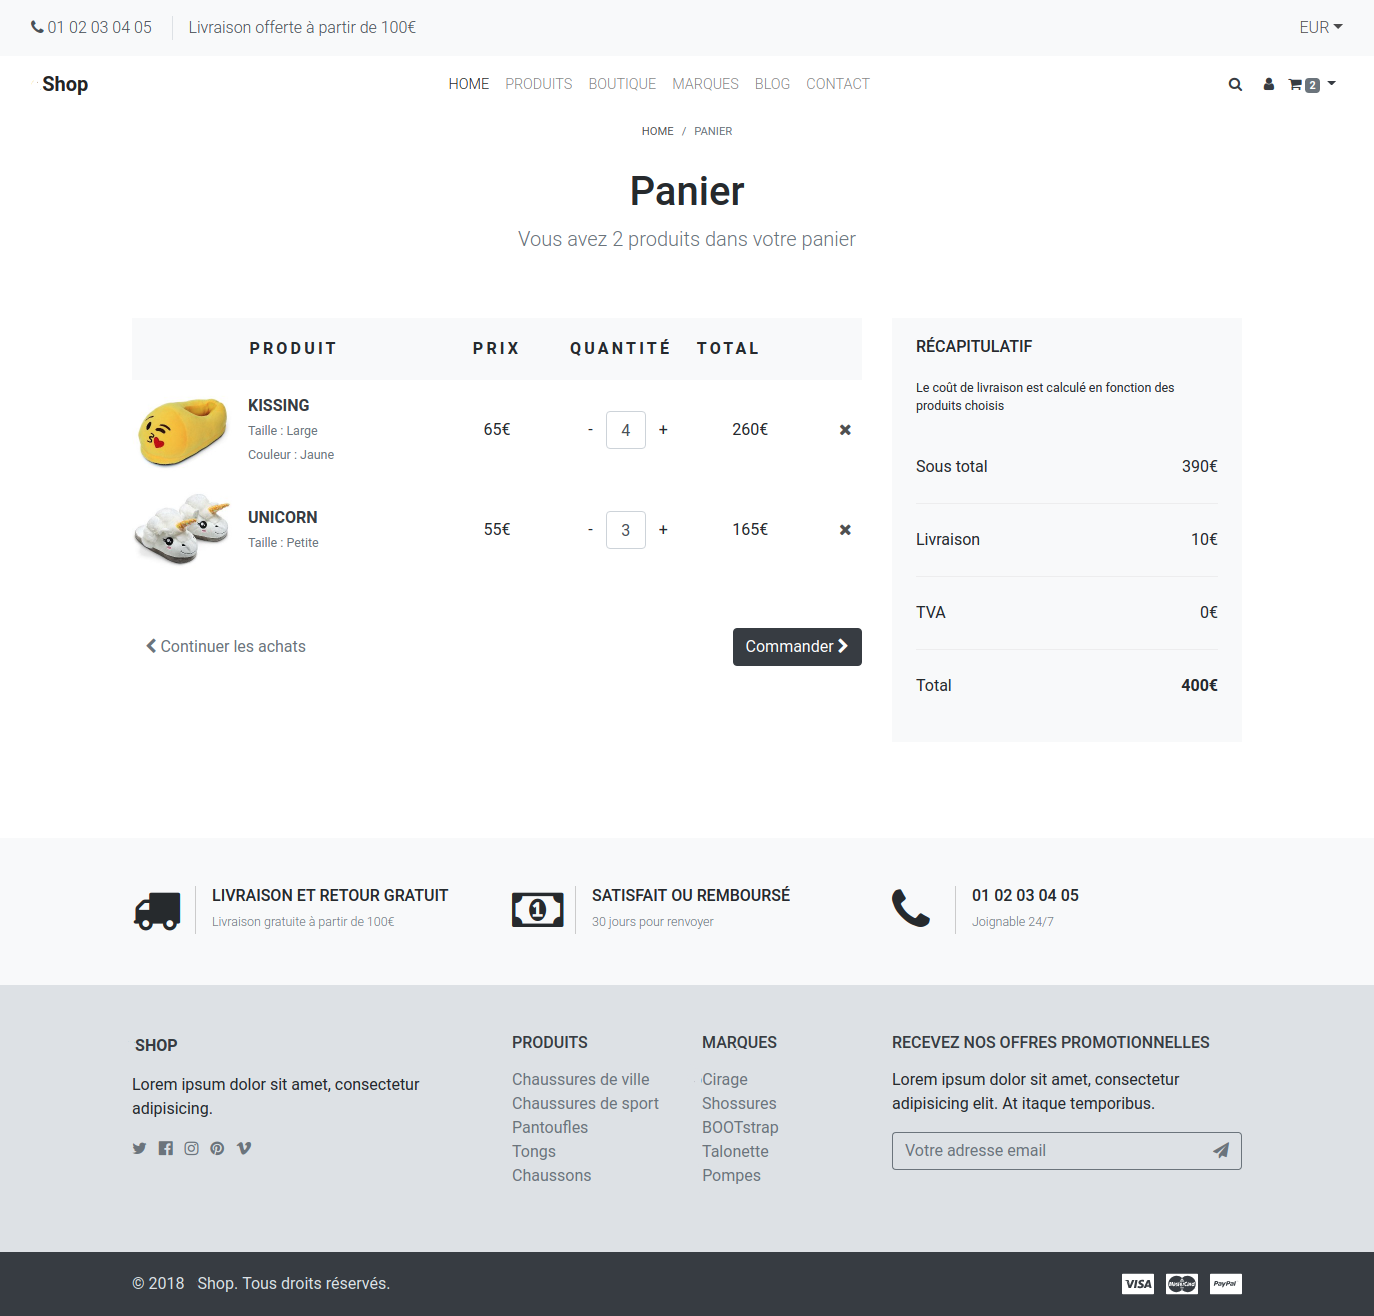 01 02 03 04 05 Livraison offerte à partir de 100€ EUR
Shop HOME PRODUITS BOUTIQUE MARQUES BLOG CONTACT 2
HOME / PANIER
Panier
Vous avez 2 produits dans votre panier
PRODUIT PRIX QUANTITÉ TOTAL
KISSING
Taille : Large
Couleur : Jaune
65€ - 4 + 260€
UNICORN
Taille : Petite
55€ - 3 + 165€
Continuer les achats Commander
RÉCAPITULATIF
Le coût de livraison est calculé en fonction des
produits choisis
Sous total 390€
Livraison 10€
TVA 0€
Total 400€
LIVRAISON ET RETOUR GRATUIT
Livraison gratuite à partir de 100€
1
SATISFAIT OU REMBOURSÉ
30 jours pour renvoyer
01 02 03 04 05
Joignable 24/7
SHOP
Lorem ipsum dolor sit amet, consectetur
adipisicing.
PRODUITS
Chaussures de ville
Chaussures de sport
Pantoufles
Tongs
Chaussons
MARQUES
Cirage
Shossures
BOOTstrap
Talonette
Pompes
RECEVEZ NOS OFFRES PROMOTIONNELLES
Lorem ipsum dolor sit amet, consectetur
adipisicing elit. At itaque temporibus.
Votre adresse email
© 2018 Shop. Tous droits réservés. VISA MasterCard PayPal